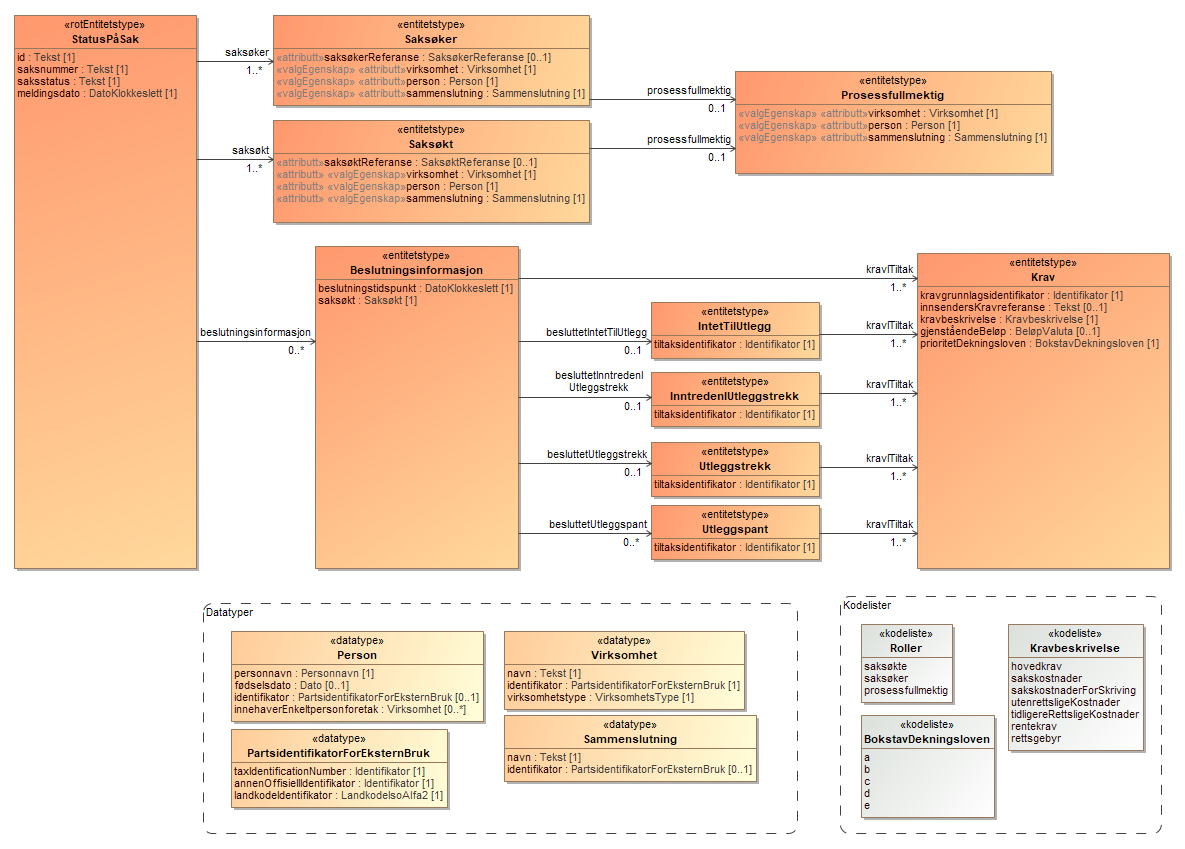 «rotEntitetstype»
StatusPåSak
id : Tekst [1]
saksnummer : Tekst [1]
saksstatus : Tekst [1]
meldingsdato : DatoKlokkeslett [1]
saksøker
1..*
saksøkt
1..*
beslutningsinformasjon
0..*
«entitetstype»
Saksøker
«attributt»saksøkerReferanse : SaksøkerReferanse [0..1]
«valgEgenskap» «attributt»virksomhet : Virksomhet [1]
«valgEgenskap» «attributt»person : Person [1]
«valgEgenskap» «attributt»sammenslutning : Sammenslutning [1]
«entitetstype»
Saksøkt
«attributt»saksøktReferanse : SaksøktReferanse [0..1]
«attributt» «valgEgenskap»virksomhet : Virksomhet [1]
«attributt» «valgEgenskap»person : Person [1]
«attributt» «valgEgenskap»sammenslutning : Sammenslutning [1]
prosessfullmektig
0..1
prosessfullmektig
0..1
«entitetstype»
Prosessfullmektig
«valgEgenskap» «attributt»virksomhet : Virksomhet [1]
«valgEgenskap» «attributt»person : Person [1]
«valgEgenskap» «attributt»sammenslutning : Sammenslutning [1]
«entitetstype»
Beslutningsinformasjon
beslutningstidspunkt : DatoKlokkeslett [1]
saksøkt : Saksøkt [1]
kravITiltak
1..*
besluttetIntetTilUtlegg
0..1
«entitetstype»
IntetTilUtlegg
tiltaksidentifikator : Identifikator [1]
kravITiltak
1..*
besluttetInntredenI
Utleggstrekk
0..1
«entitetstype»
InntredenIUtleggstrekk
tiltaksidentifikator : Identifikator [1]
kravITiltak
1..*
besluttetUtleggstrekk
0..1
«entitetstype»
Utleggstrekk
tiltaksidentifikator : Identifikator [1]
kravITiltak
1..*
besluttetUtleggspant
0..*
«entitetstype»
Utleggspant
tiltaksidentifikator : Identifikator [1]
kravITiltak
1..*
«entitetstype»
Krav
kravgrunnlagsidentifikator : Identifikator [1]
innsendersKravreferanse : Tekst [0..1]
kravbeskrivelse : Kravbeskrivelse [1]
gjenståendeBeløp : BeløpValuta [0..1]
prioritetDekningsloven : BokstavDekningsloven [1]
Datatyper
«datatype»
Person
personnavn : Personnavn [1]
fødselsdato : Dato [0..1]
identifikator : PartsidentifikatorForEksternBruk [0..1]
innehaverEnkeltpersonforetak : Virksomhet [0..*]
«datatype»
Virksomhet
navn : Tekst [1]
identifikator : PartsidentifikatorForEksternBruk [1]
virksomhetstype : VirksomhetsType [1]
«datatype»
PartsidentifikatorForEksternBruk
taxIdentificationNumber : Identifikator [1]
annenOffisiellIdentifikator : Identifikator [1]
landkodeIdentifikator : LandkodeIsoAlfa2 [1]
«datatype»
Sammenslutning
navn : Tekst [1]
identifikator : PartsidentifikatorForEksternBruk [0..1]
Kodelister
«kodeliste»
Roller
saksøkte
saksøker
prosessfullmektig
«kodeliste»
Kravbeskrivelse
hovedkrav
sakskostnader
sakskostnaderForSkriving
utenrettsligeKostnader
tidligereRettsligeKostnader
rentekrav
rettsgebyr
«kodeliste»
BokstavDekningsloven
a
b
c
d
e